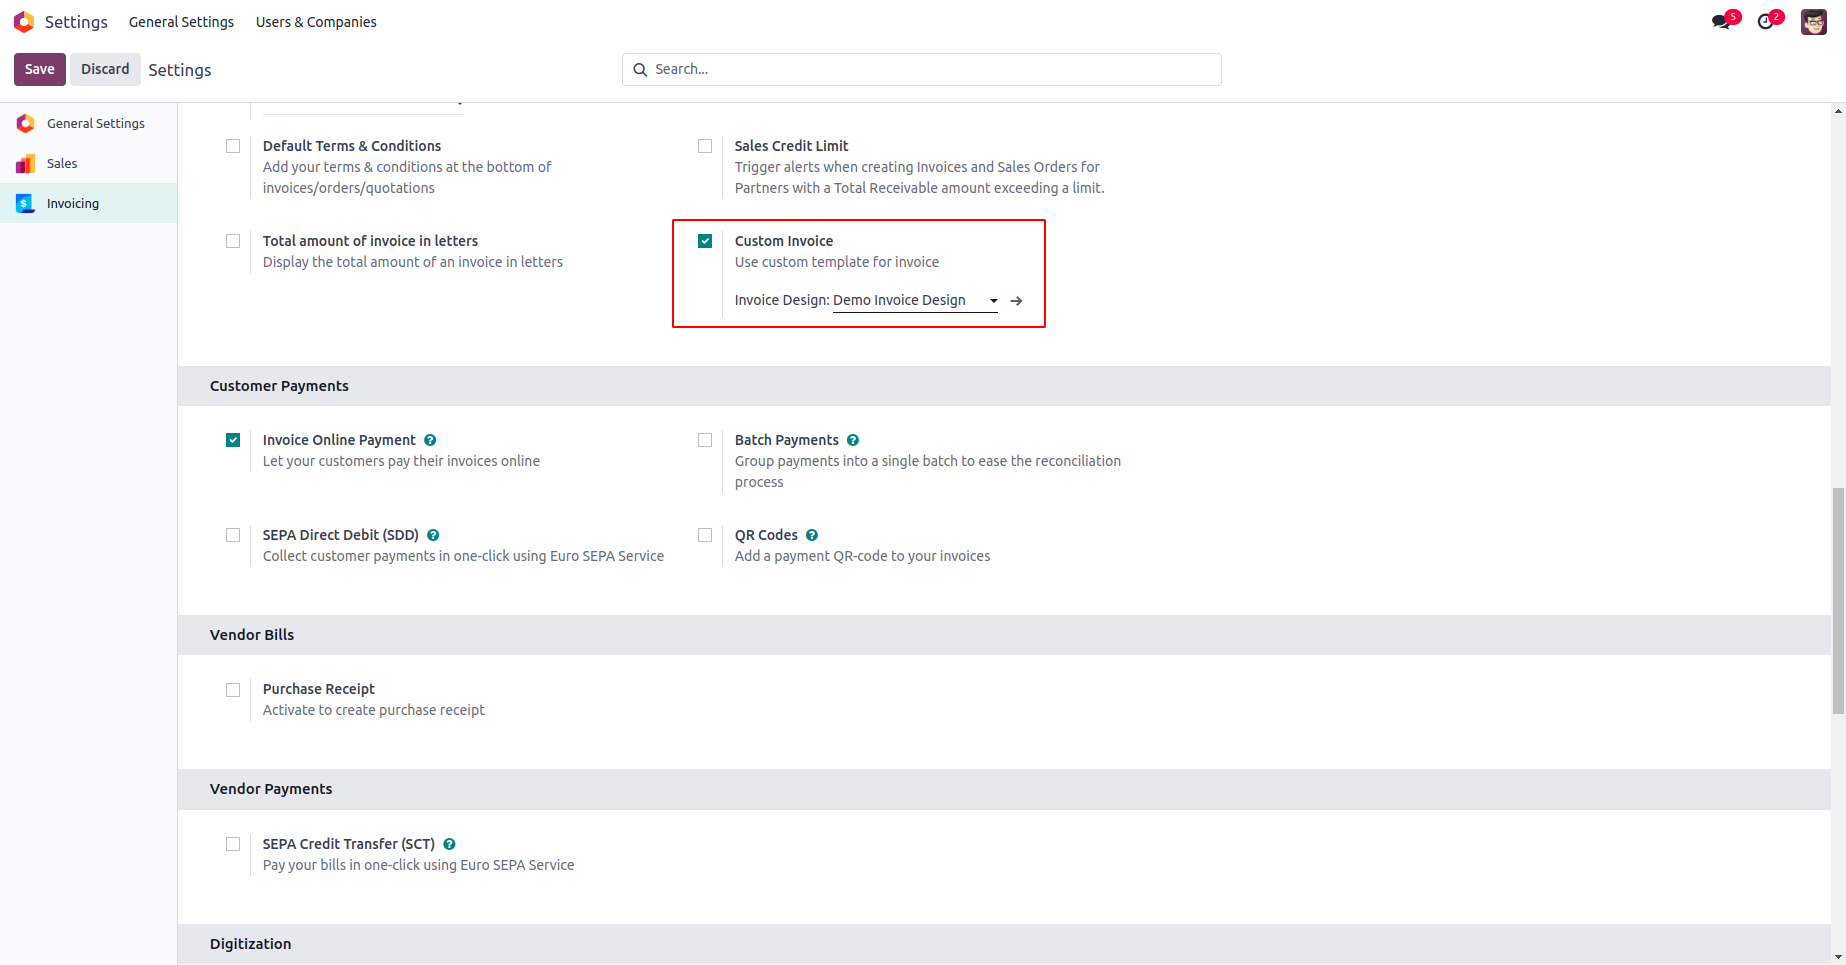 Settings General Settings Users & Companies 5 2
Save Discard Settings Search...
General Settings
Sales
Invoicing
Default Terms & Conditions
Add your terms & conditions at the bottom of
invoices/orders/quotations
Sales Credit Limit
Trigger alerts when creating Invoices and Sales Orders for
Partners with a Total Receivable amount exceeding a limit.
Total amount of invoice in letters
Display the total amount of an invoice in letters
Custom Invoice
Use custom template for invoice
Invoice Design: Demo Invoice Design
Customer Payments
Invoice Online Payment ?
Let your customers pay their invoices online
Batch Payments ?
Group payments into a single batch to ease the reconciliation
process
SEPA Direct Debit (SDD) ?
Collect customer payments in one-click using Euro SEPA Service
QR Codes ?
Add a payment QR-code to your invoices
Vendor Bills
Purchase Receipt
Activate to create purchase receipt
Vendor Payments
SEPA Credit Transfer (SCT) ?
Pay your bills in one-click using Euro SEPA Service
Digitization